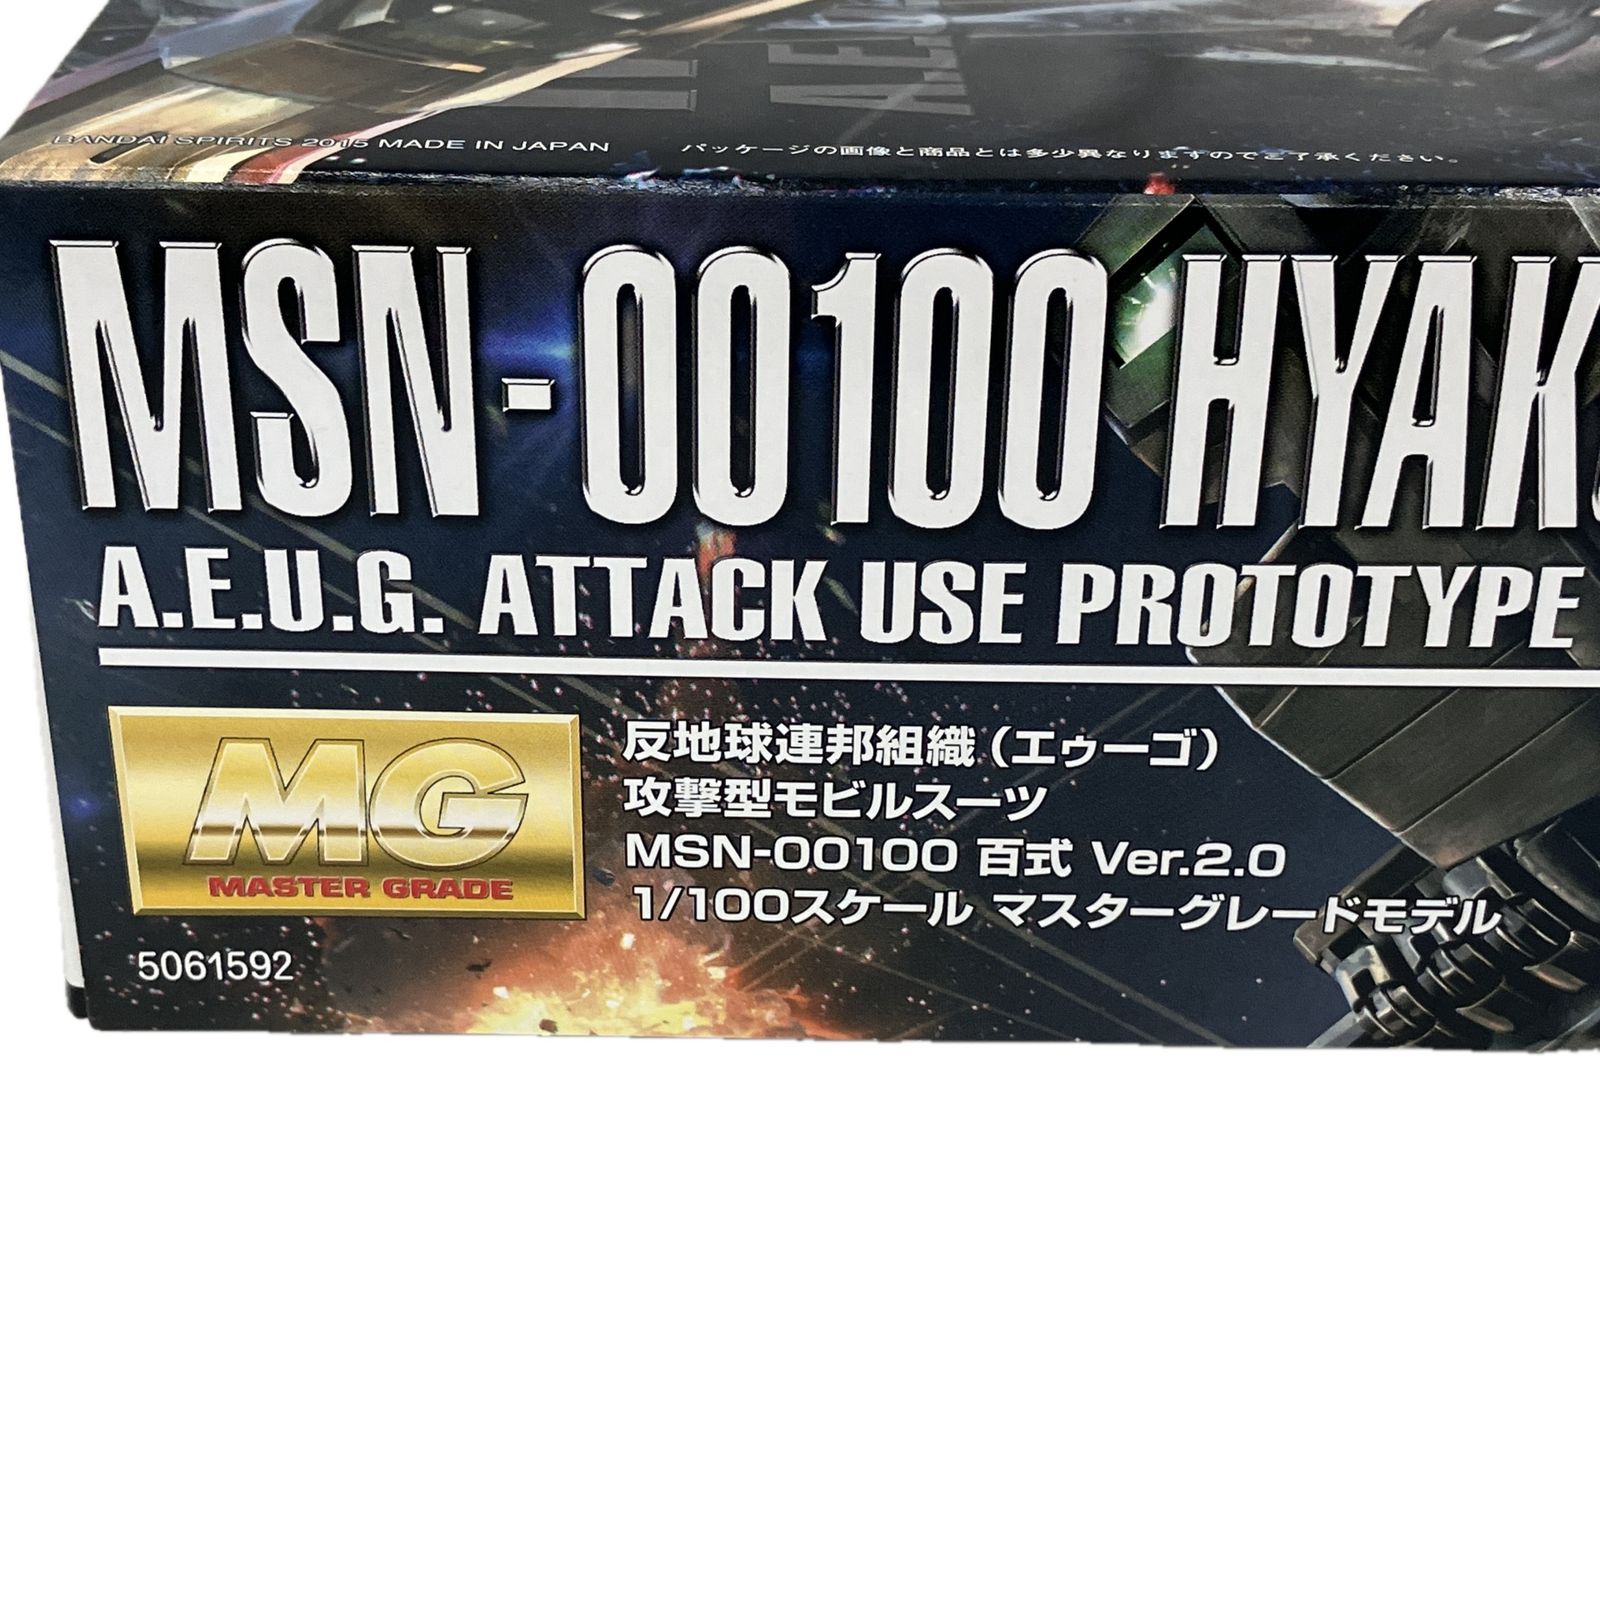 BANDAI SPIRITS 2015 MADE IN JAPAN
パッケージの画像と商品とは多少異なりますのでご了承ください。
MSN-00100 HYAK
A.E.U.G. ATTACK USE PROTOTYPE
MG
MASTER GRADE
反地球連邦組織（エゥーゴ）
攻撃型モビルスーツ
MSN-00100 百式 Ver.2.0
1/100スケール マスターグレードモデル
5061592